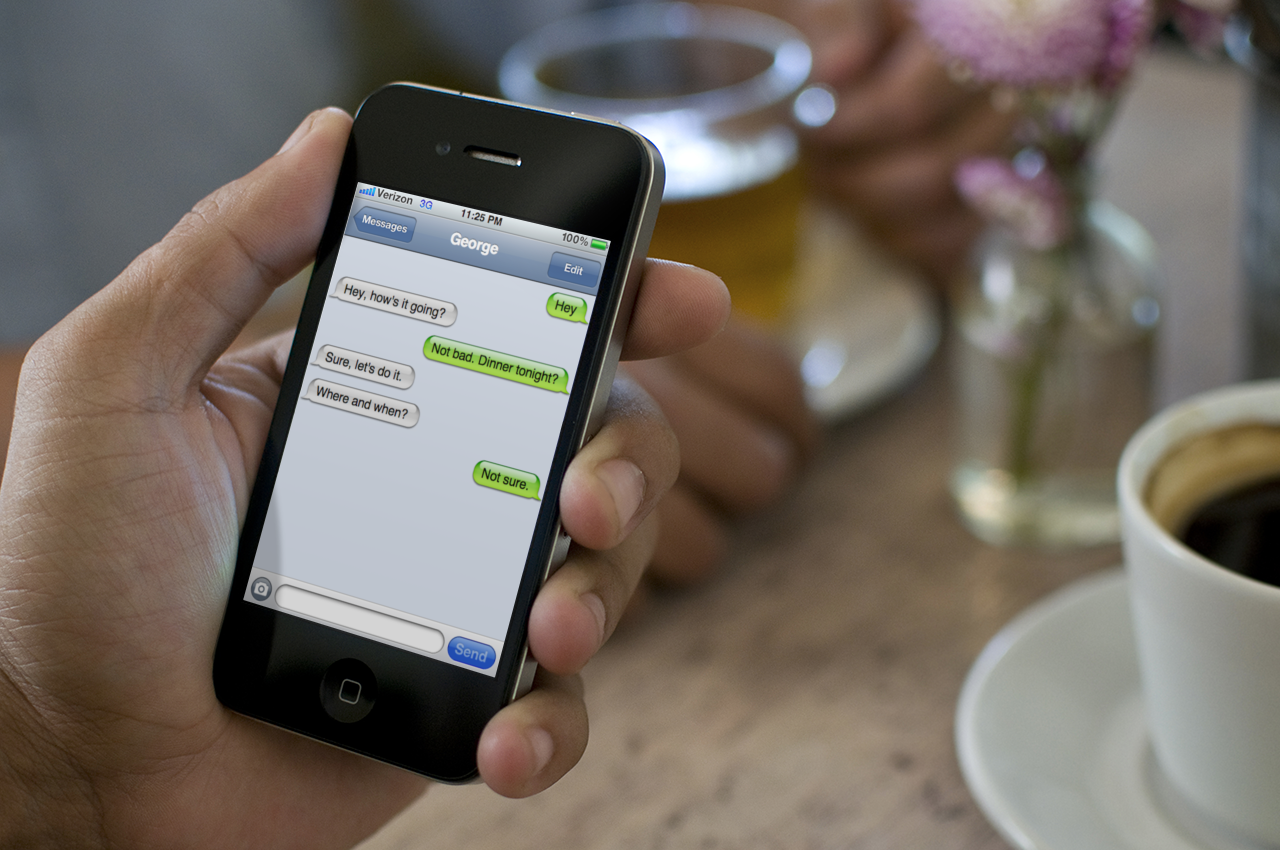 Verizon 3G 11:25 PM 100%
Messages George Edit
Hey
Hey, how's it going?
Not bad. Dinner tonight?
Sure, let's do it.
Where and when?
Not sure.
Send